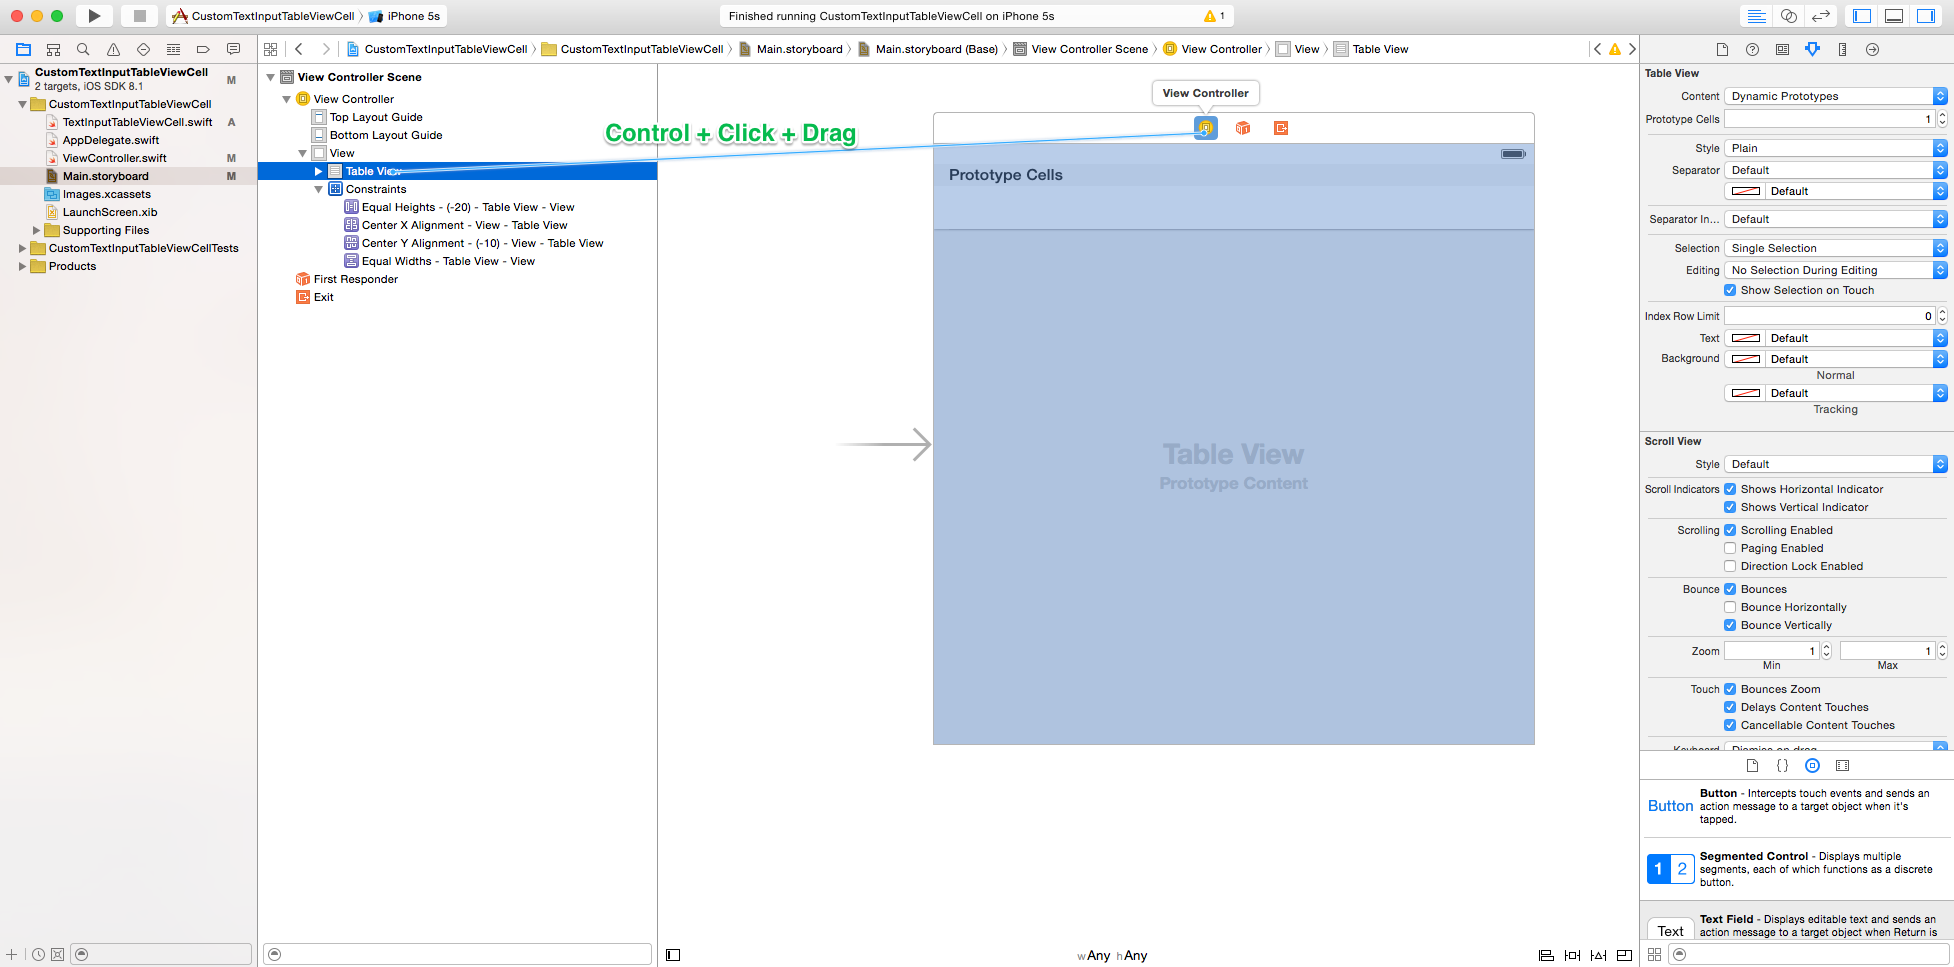 CustomTextInputTableViewCell
iPhone 5s
Finished running CustomTextInputTableViewCell on iPhone 5s
1
CustomTextInputTableViewCell
CustomTextInputTableViewCell
Main.storyboard
Main.storyboard (Base)
View Controller Scene
View Controller
View
Table View
CustomTextInputTableViewCell
M
2 targets, iOS SDK 8.1
CustomTextInputTableViewCell
TextInputTableViewCell.swift
A
AppDelegate.swift
ViewController.swift
M
Main.storyboard
M
Images.xcassets
LaunchScreen.xib
Supporting Files
CustomTextInputTableViewCellTests
Products
View Controller Scene
View Controller
Top Layout Guide
Bottom Layout Guide
View
Table View
Constraints
Equal Heights - (-20) - Table View - View
Center X Alignment - View - Table View
Center Y Alignment - (-10) - View - Table View
Equal Widths - Table View - View
First Responder
Exit
Control + Click + Drag
View Controller
Prototype Cells
Table View
Prototype Content
wAny hAny
Table View
Content Dynamic Prototypes
Prototype Cells 1
Style Plain
Separator Default
Default
Separator In... Default
Selection Single Selection
Editing No Selection During Editing
Show Selection on Touch
Index Row Limit 0
Text Default
Background Default
Normal
Default
Tracking
Scroll View
Style Default
Scroll Indicators Shows Horizontal Indicator
Shows Vertical Indicator
Scrolling Scrolling Enabled
Paging Enabled
Direction Lock Enabled
Bounce Bounces
Bounce Horizontally
Bounce Vertically
Zoom 1 1
Min Max
Touch Bounces Zoom
Delays Content Touches
Cancellable Content Touches
Keyboard Dismiss on drag
Button
Button - Intercepts touch events and sends an
action message to a target object when it's
tapped.
1 2
Segmented Control - Displays multiple
segments, each of which functions as a discrete
button.
Text
Text Field - Displays editable text and sends an
action message to a target object when Return is